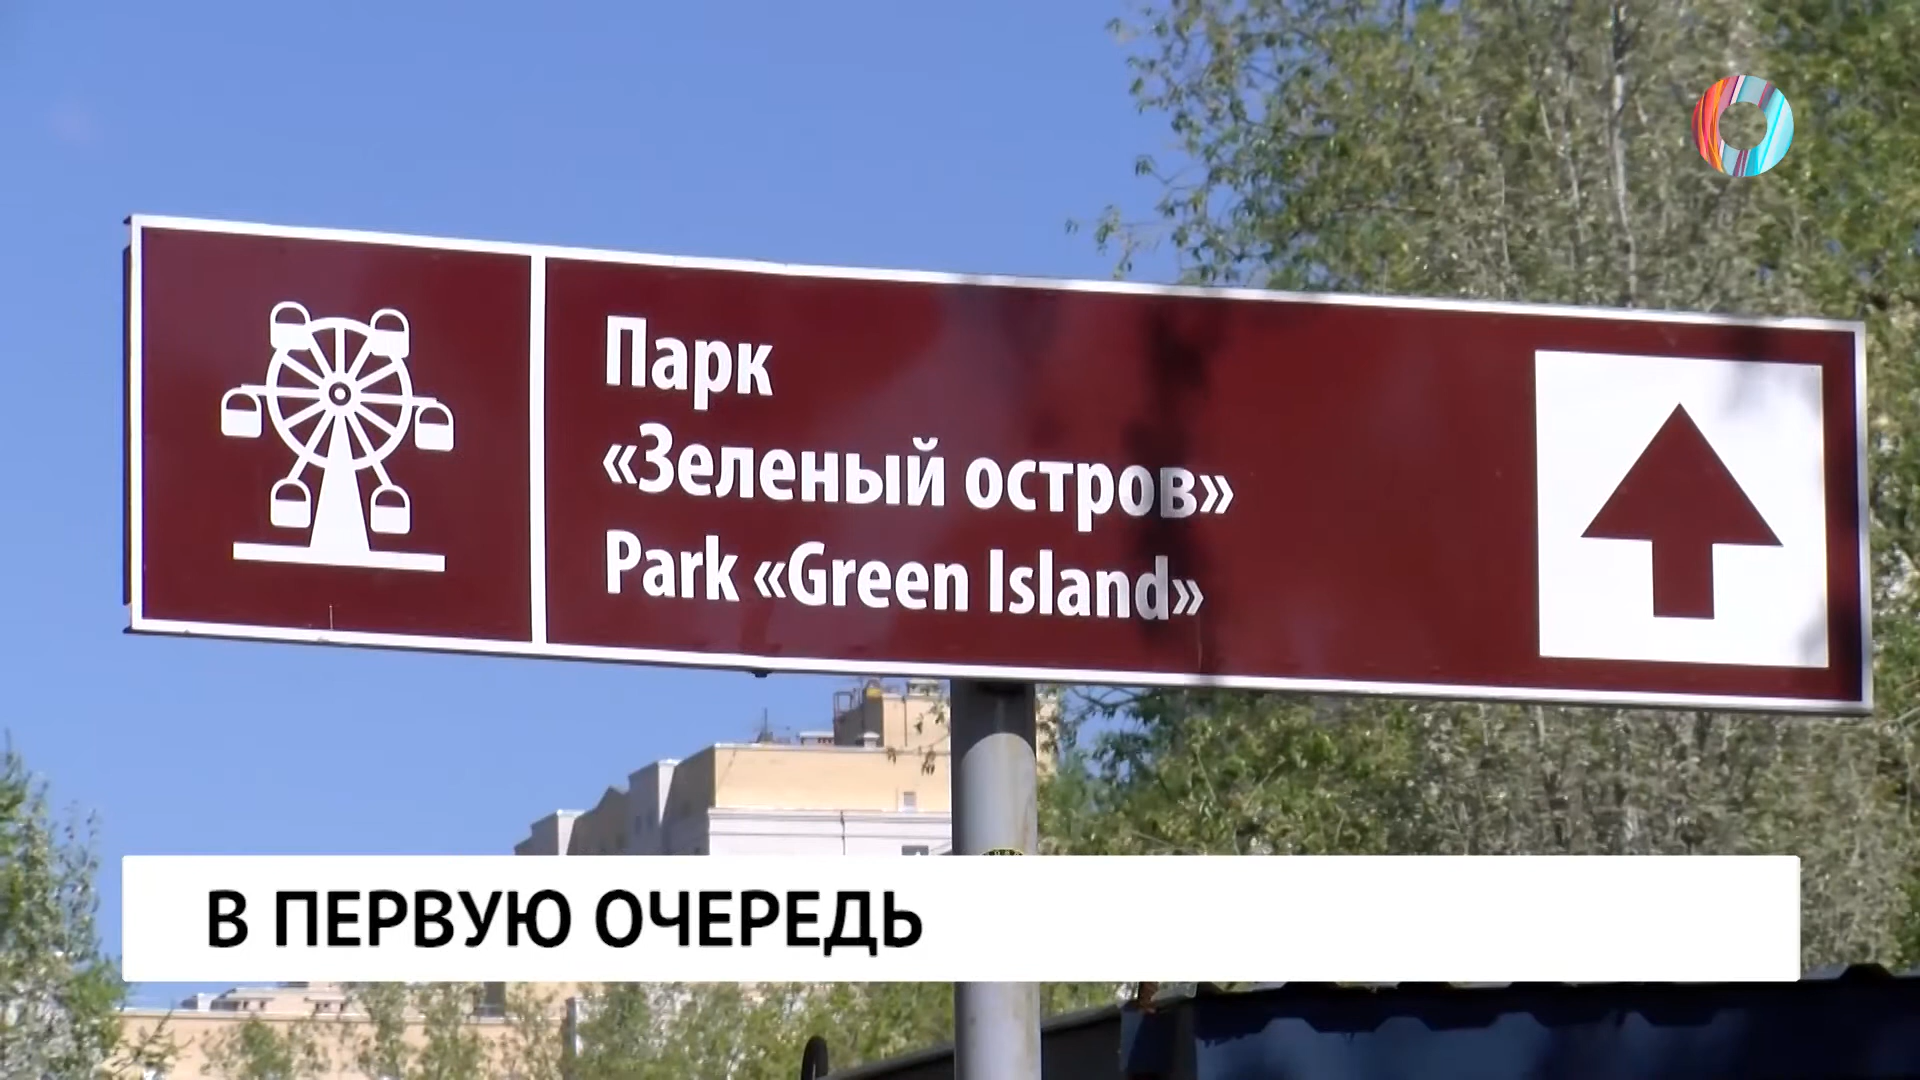 Парк
«Зеленый остров»
Park «Green Island»
В ПЕРВУЮ ОЧЕРЕДЬ